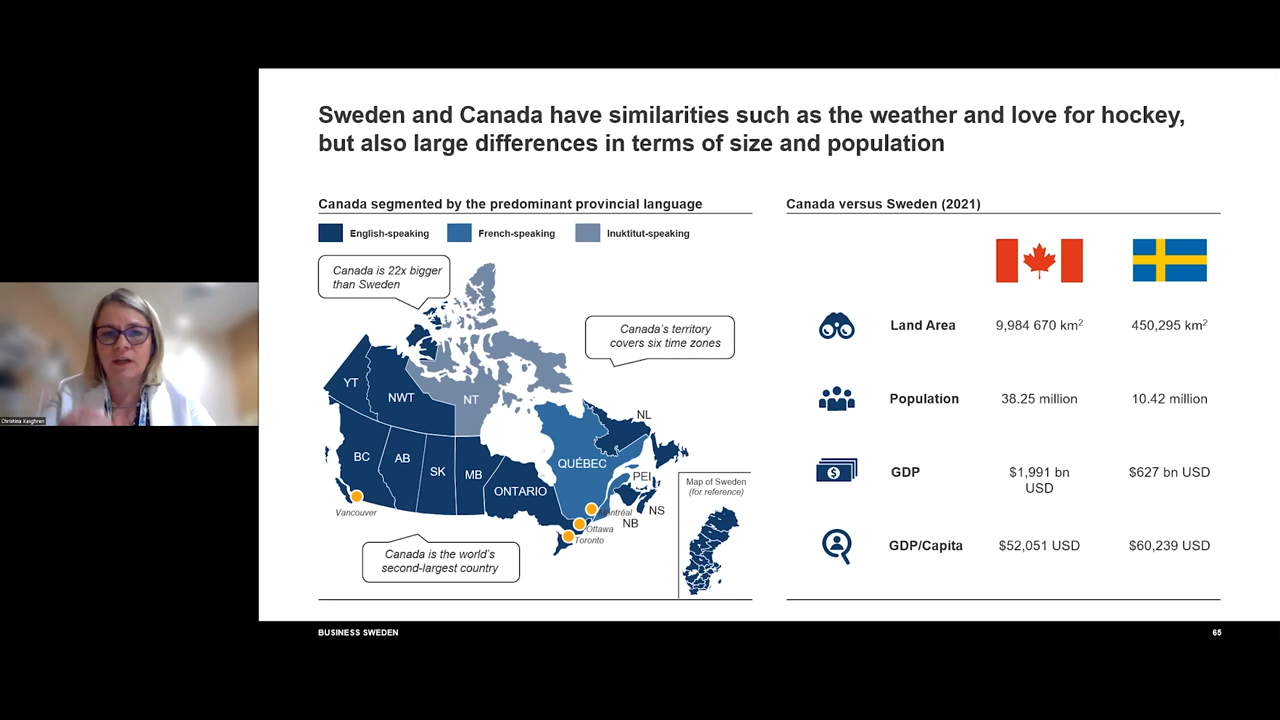 Sweden and Canada have similarities such as the weather and love for hockey,
but also large differences in terms of size and population
Canada segmented by the predominant provincial language
English-speaking
French-speaking
Inuktitut-speaking
Canada is 22x bigger
than Sweden
Canada's territory
covers six time zones
YT
NWT
NT
NL
BC
AB
SK
MB
ONTARIO
QUÉBEC
PEI
NS
NB
Vancouver
Montréal
Ottawa
Toronto
Map of Sweden
(for reference)
Canada is the world's
second-largest country
Canada versus Sweden (2021)
Land Area
9,984 670 km²
450,295 km²
Population
38.25 million
10.42 million
GDP
$1,991 bn
USD
$627 bn USD
GDP/Capita
$52,051 USD
$60,239 USD
Christina Keighren
BUSINESS SWEDEN
65